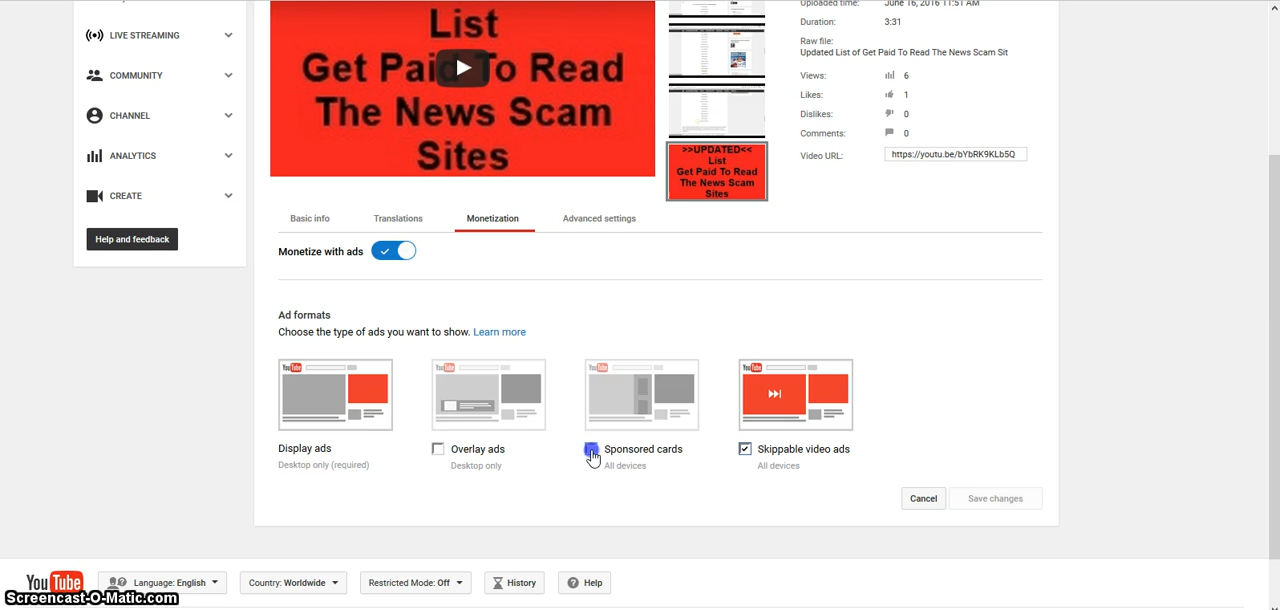 LIVE STREAMING
COMMUNITY
CHANNEL
ANALYTICS
CREATE
Help and feedback
List
Get Paid To Read
The News Scam
Sites
>>UPDATED<<
List
Get Paid To Read
The News Scam
Sites
Uploaded time: June 16, 2016 11:51 AM
Duration: 3:31
Raw file:
Updated List of Get Paid To Read The News Scam Sit
Views: 6
Likes: 1
Dislikes: 0
Comments: 0
Video URL: https://youtu.be/bYbRK9KLb5Q
Basic info Translations Monetization Advanced settings
Monetize with ads
Ad formats
Choose the type of ads you want to show. Learn more
YouTube YouTube YouTube YouTube
Display ads Overlay ads Sponsored cards Skippable video ads
Desktop only (required) Desktop only All devices All devices
Cancel Save changes
YouTube Language: English Country: Worldwide Restricted Mode: Off History Help
Screencast-O-Matic.com